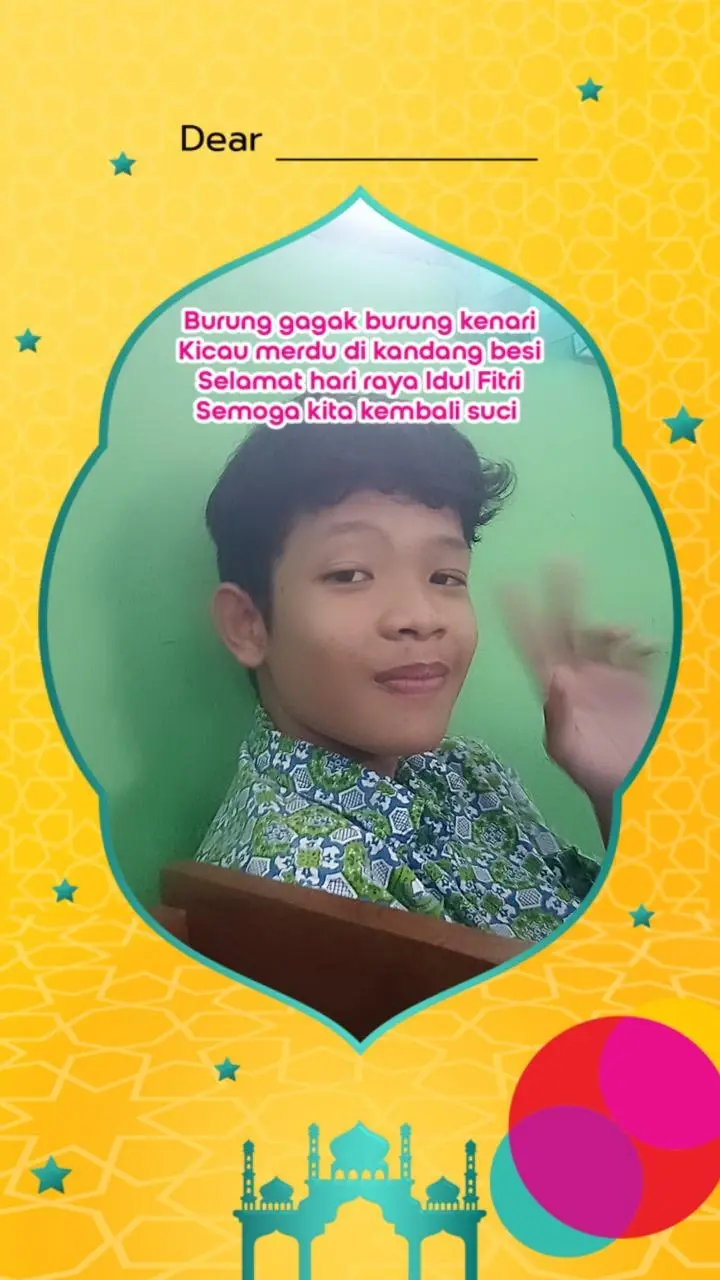 Dear
Burung gagak burung kenari
Kicau merdu di kandang besi
Selamat hari raya Idul Fitri
Semoga kita kembali suci